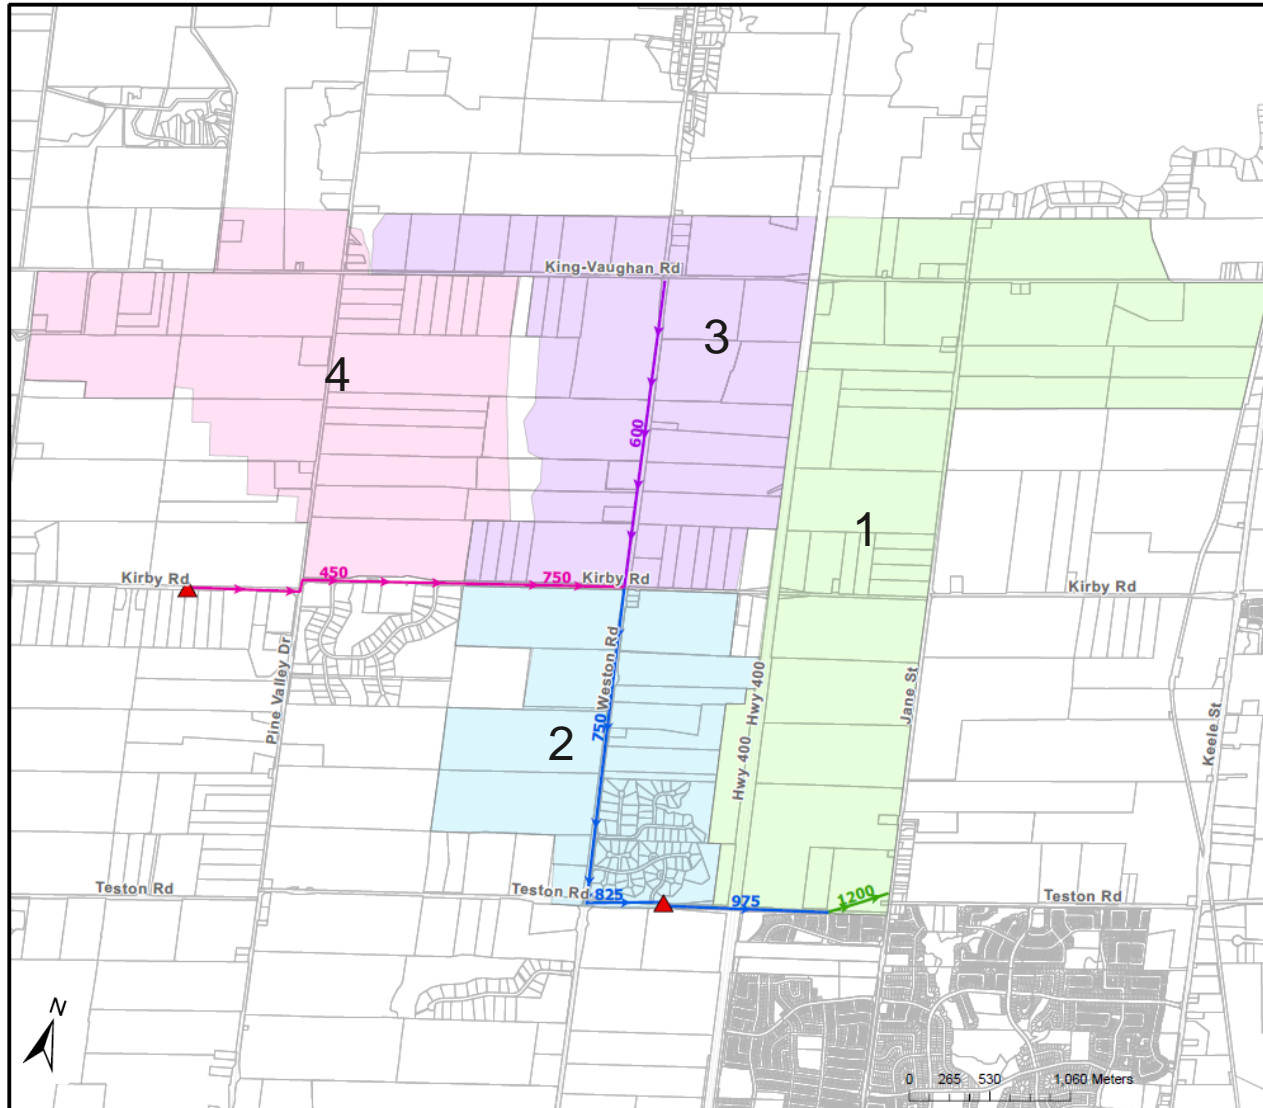 King-Vaughan Rd
3
4
600
1
Kirby Rd
450
750
Kirby Rd
Kirby Rd
Pine Valley Dr
Weston Rd
750
2
Hwy 400
Hwy 400
Jane St
Keele St
Teston Rd
Teston Rd
825
975
1200
Teston Rd
N
0 265 530 1,060 Meters